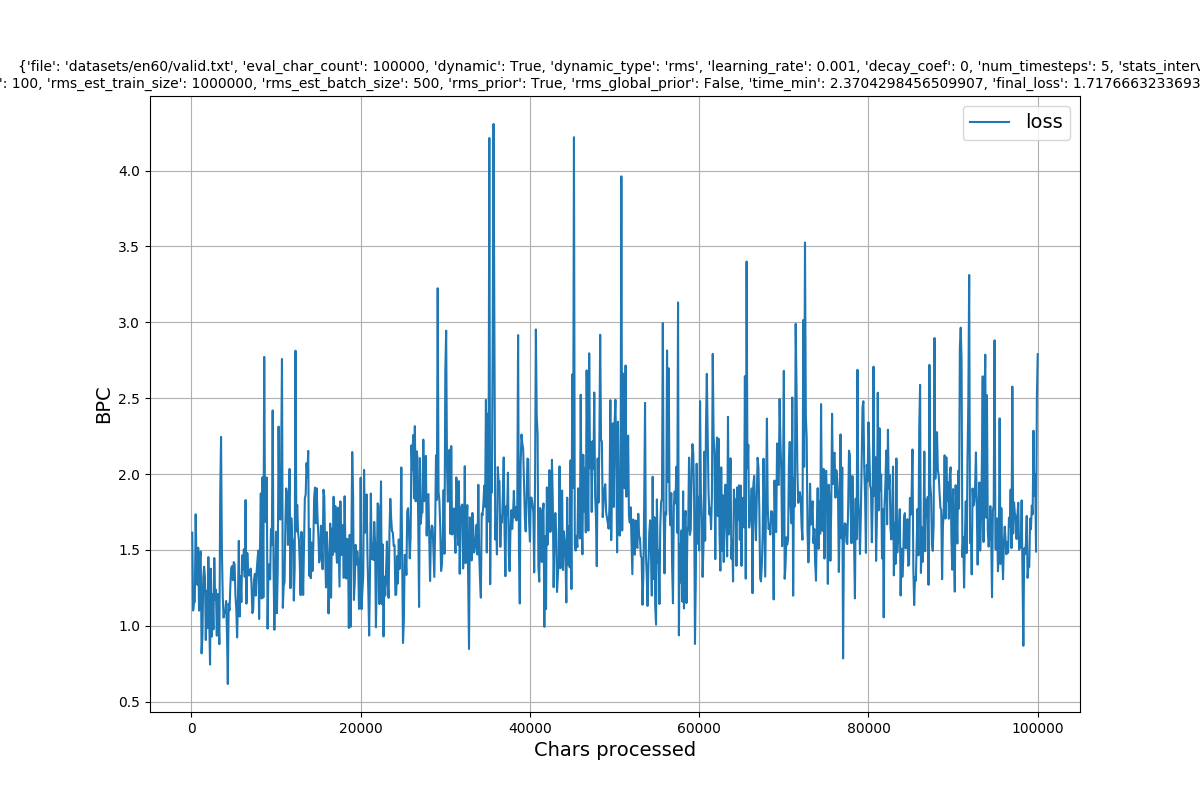 {'file': 'datasets/en60/valid.txt', 'eval_char_count': 100000, 'dynamic': True, 'dynamic_type': 'rms', 'learning_rate': 0.001, 'decay_coef': 0, 'num_timesteps': 5, 'stats_interv
': 100, 'rms_est_train_size': 1000000, 'rms_est_batch_size': 500, 'rms_prior': True, 'rms_global_prior': False, 'time_min': 2.3704298456509907, 'final_loss': 1.7176663233693
loss
4.0
3.5
3.0
2.5
2.0
1.5
1.0
0.5
BPC
0 20000 40000 60000 80000 100000
Chars processed